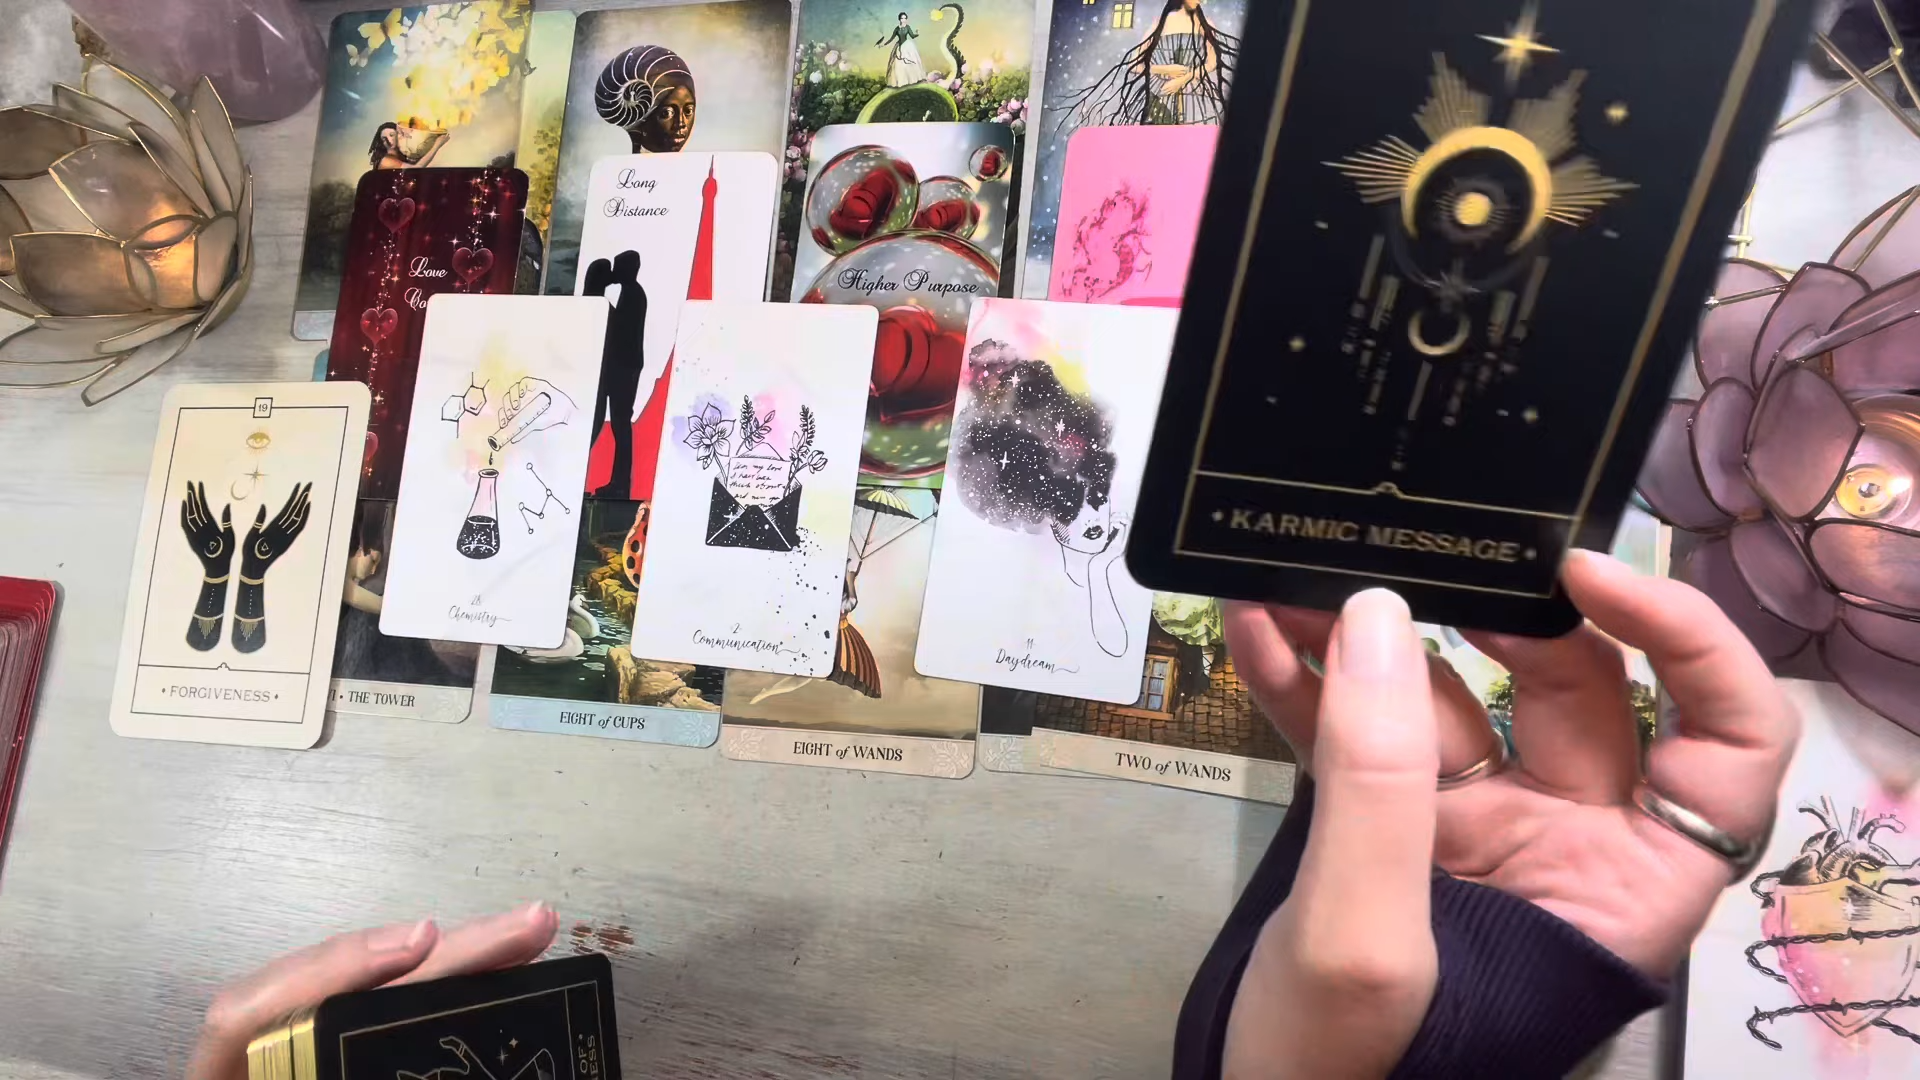 Long
Distance
Love
Higher Purpose
19
FORGIVENESS
THE TOWER
28
Chemistry
EIGHT of CUPS
2
Communication
EIGHT of WANDS
11
Daydream
TWO of WANDS
• KARMIC MESSAGE •
OF